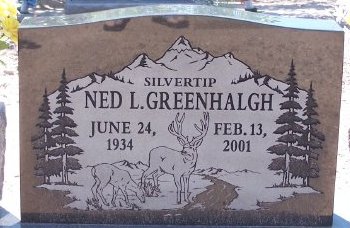 SILVERTIP
NED L. GREENHALGH
JUNE 24, FEB. 13,
1934 2001